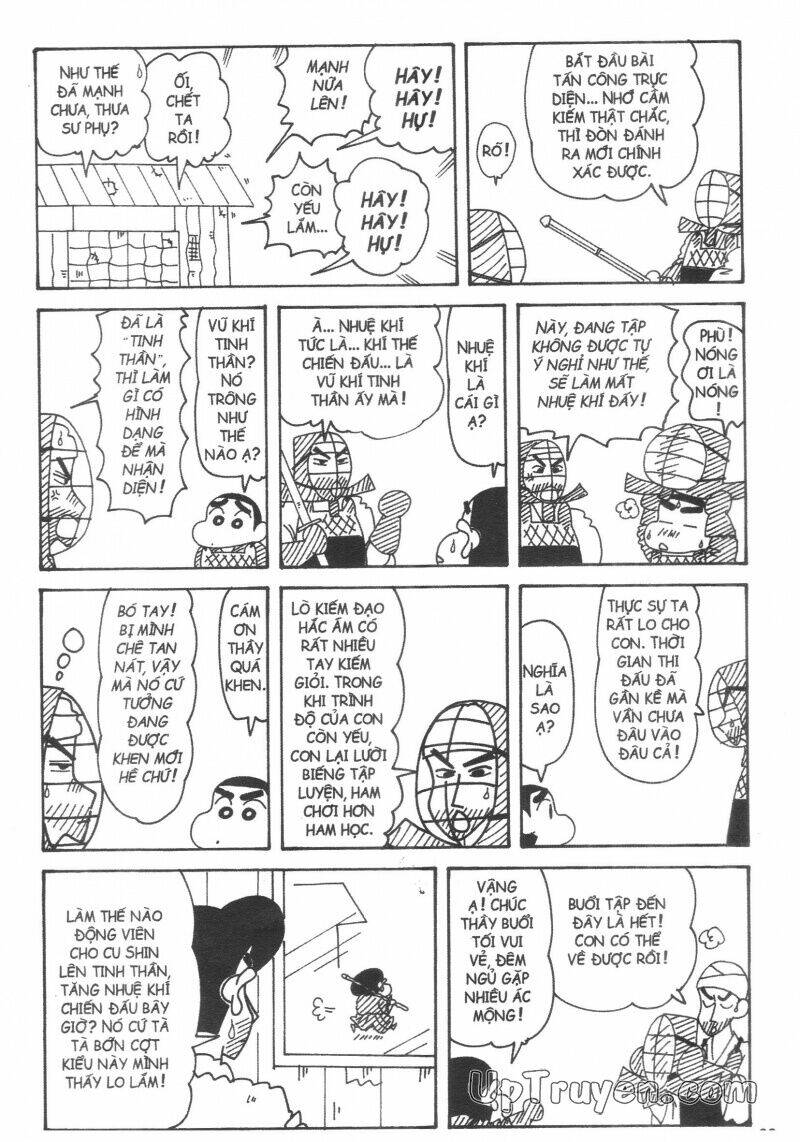 BẮT ĐẦU BÀI
TẤN CÔNG TRỰC
DIỆN... NHỚ CẦM
KIẾM THẬT CHẮC,
THÌ ĐÒN ĐÁNH
RA MỚI CHÍNH
XÁC ĐƯỢC.
RÕ!
HÂY!
HÂY!
HỰ!
MẠNH
NỮA
LÊN!
HÂY!
HÂY!
HỰ!
CÒN
YẾU
LẮM...
ỐI,
CHẾT
TA
RỒI!
NHƯ THẾ
ĐÃ MẠNH
CHƯA, THƯA
SƯ PHỤ?
PHÙ!
NÓNG
ƠI LÀ
NÓNG
!
NÀY, ĐANG TẬP
KHÔNG ĐƯỢC TỰ
Ý NGHỈ NHƯ THẾ,
SẼ LÀM MẤT
NHUỆ KHÍ ĐẤY!
NHUỆ
KHÍ
LÀ
CÁI GÌ
Ạ?
À... NHUỆ KHÍ
TỨC LÀ... KHÍ THẾ
CHIẾN ĐẤU... LÀ
VŨ KHÍ TINH
THẦN ẤY MÀ!
VŨ KHÍ
TINH
THẦN?
NÓ
TRÔNG
NHƯ
THẾ
NÀO Ạ?
ĐÃ LÀ
"TINH
THẦN",
THÌ LÀM
GÌ CÓ
HÌNH
DẠNG
ĐỂ MÀ
NHẬN
DIỆN!
THỰC SỰ TA
RẤT LO CHO
CON. THỜI
GIAN THI
ĐẤU ĐÃ
GẦN KỀ MÀ
VẪN CHƯA
ĐÂU VÀO
ĐÂU CẢ!
NGHĨA
LÀ SAO
Ạ?
LÒ KIẾM ĐẠO
HẮC ÁM CÓ
RẤT NHIỀU
TAY KIẾM
GIỎI. TRONG
KHI TRÌNH
ĐỘ CỦA CON
CÒN YẾU,
CON LẠI LƯỜI
BIẾNG TẬP
LUYỆN, HAM
CHƠI HƠN
HAM HỌC.
CÁM
ƠN
THẦY
QUÁ
KHEN.
BÓ TAY!
BỊ MÌNH
CHÊ TAN
NÁT, VẬY
MÀ NÓ CỨ
TƯỞNG
ĐANG
ĐƯỢC
KHEN MỚI
HỀ CHỨ!
BUỔI TẬP ĐẾN
ĐÂY LÀ HẾT!
CON CÓ THỂ
VỀ ĐƯỢC RỒI!
VÂNG
Ạ! CHÚC
THẦY BUỔI
TỐI VUI
VẺ, ĐÊM
NGỦ GẶP
NHIỀU ÁC
MỘNG!
LÀM THẾ NÀO
ĐỘNG VIÊN
CHO CU SHIN
LÊN TINH THẦN,
TĂNG NHUỆ KHÍ
CHIẾN ĐẤU BÂY
GIỜ? NÓ CỨ TÀ
TÀ BỠN CỢT
KIỂU NÀY MÌNH
THẤY LO LẮM!
UpTruyen.com